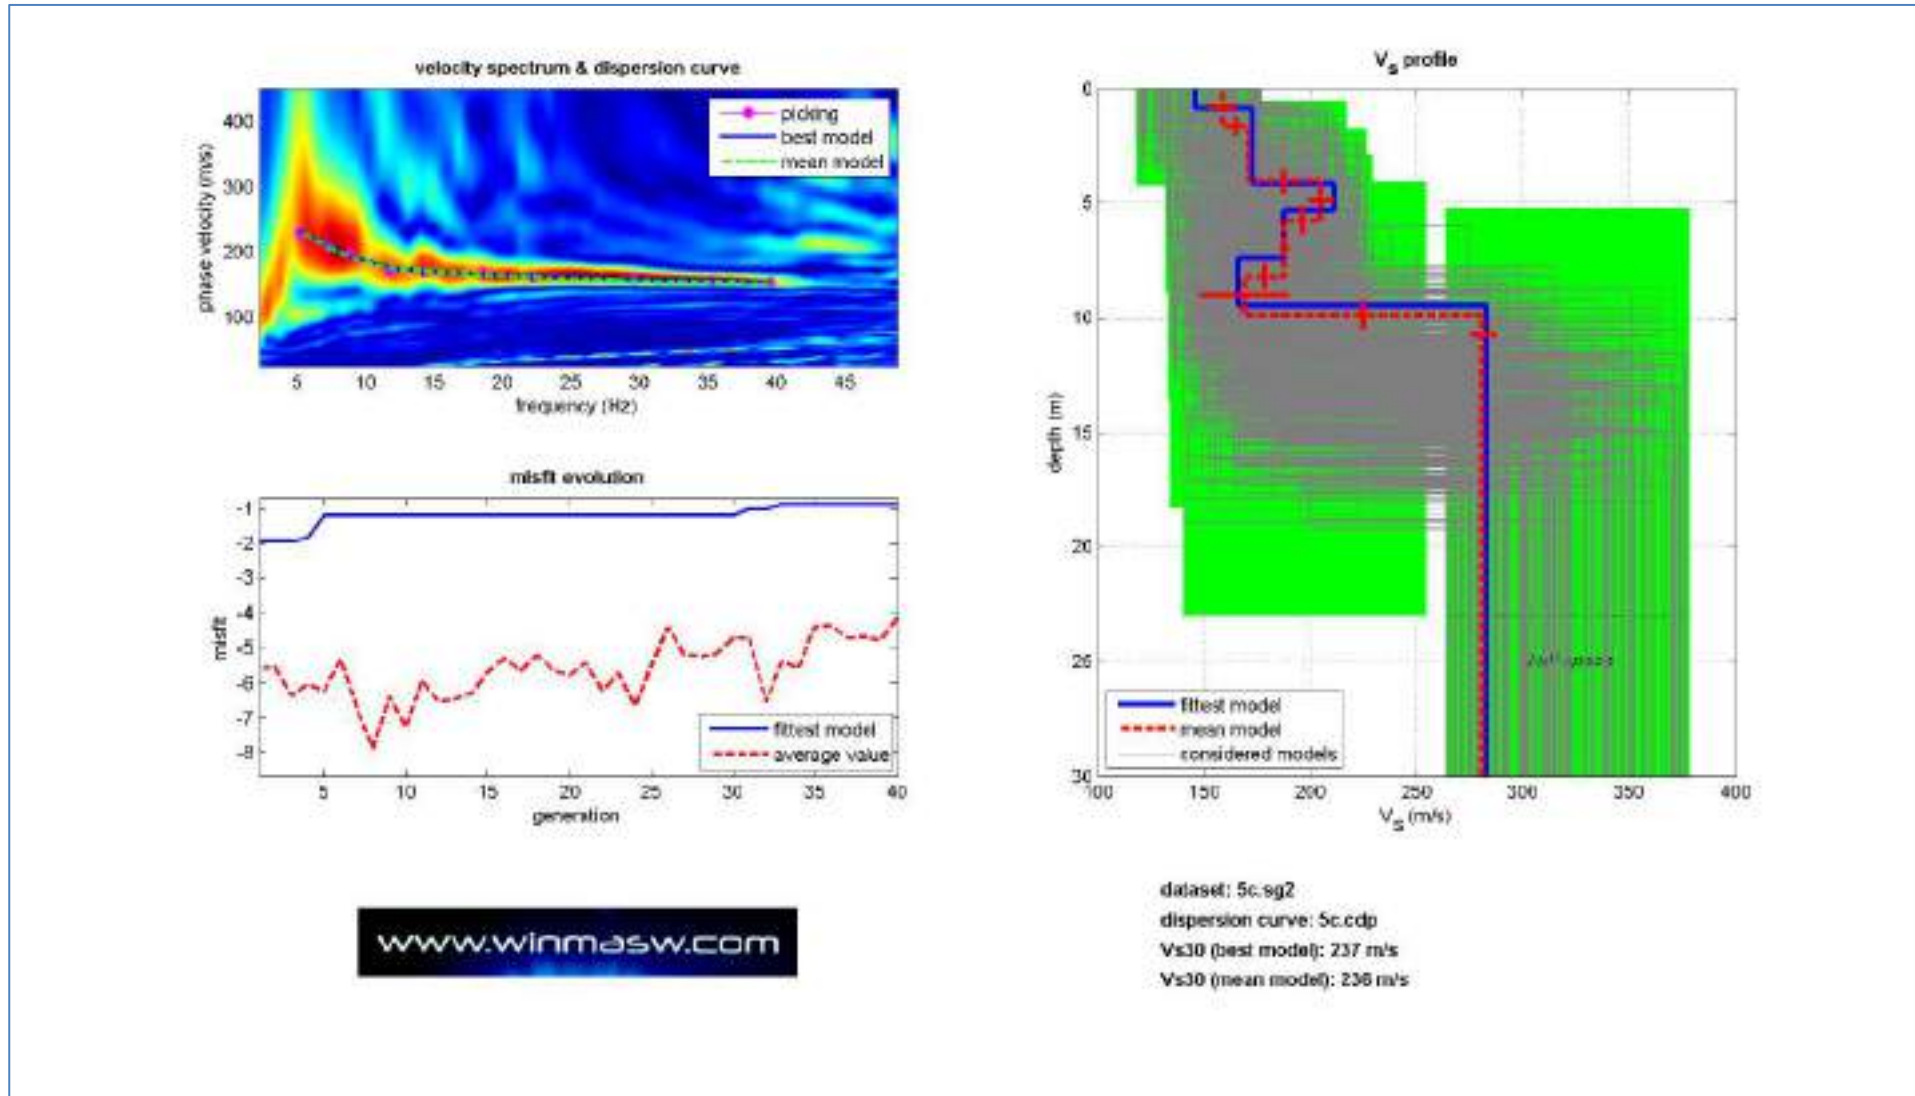 velocity spectrum & dispersion curve
400
300
200
100
phase velocity (m/s)
picking
best model
mean model
5 10 15 20 25 30 35 40 45
frequency (Hz)
misfit evolution
-1
-2
-3
-4
-5
-6
-7
-8
misfit
fittest model
average value
5 10 15 20 25 30 35 40
generation
www.winmasw.com
Vs profile
0
5
10
15
20
25
30
depth (m)
fittest model
mean model
considered models
100 150 200 250 300 350 400
Vs (m/s)
dataset: 5c.sg2
dispersion curve: 5c.cdp
Vs30 (best model): 237 m/s
Vs30 (mean model): 236 m/s